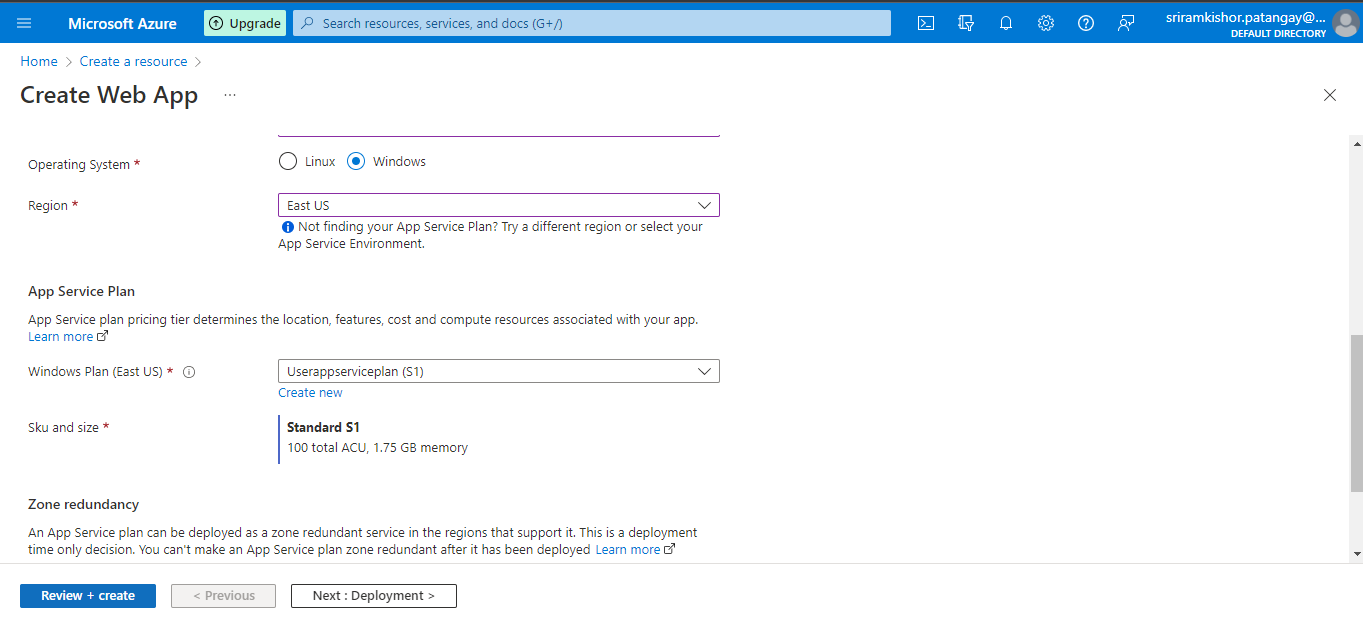 Microsoft Azure
Upgrade
Search resources, services, and docs (G+/)
sriramkishor.patangay@...
DEFAULT DIRECTORY
Home > Create a resource >
Create Web App ...
Operating System *
Linux
Windows
Region *
East US
Not finding your App Service Plan? Try a different region or select your
App Service Environment.
App Service Plan
App Service plan pricing tier determines the location, features, cost and compute resources associated with your app.
Learn more
Windows Plan (East US) *
Userappserviceplan (S1)
Create new
Sku and size *
Standard S1
100 total ACU, 1.75 GB memory
Zone redundancy
An App Service plan can be deployed as a zone redundant service in the regions that support it. This is a deployment
time only decision. You can't make an App Service plan zone redundant after it has been deployed Learn more
Review + create
< Previous
Next : Deployment >